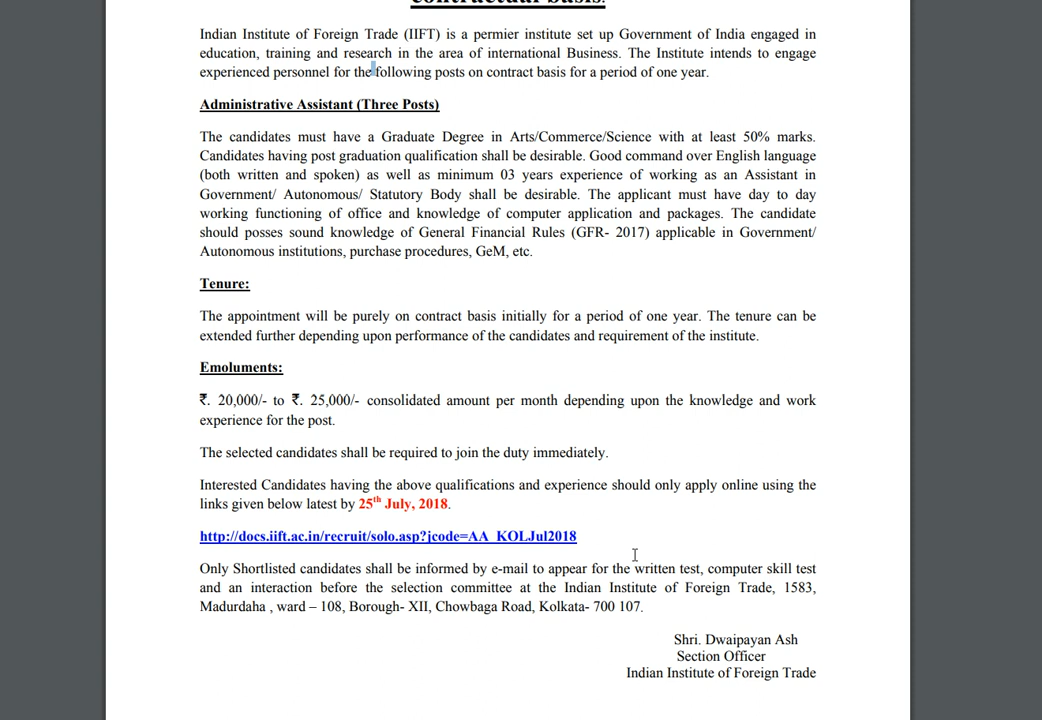 contractual basis.
Indian Institute of Foreign Trade (IIFT) is a permier institute set up Government of India engaged in
education, training and research in the area of international Business. The Institute intends to engage
experienced personnel for the following posts on contract basis for a period of one year.
Administrative Assistant (Three Posts)
The candidates must have a Graduate Degree in Arts/Commerce/Science with at least 50% marks.
Candidates having post graduation qualification shall be desirable. Good command over English language
(both written and spoken) as well as minimum 03 years experience of working as an Assistant in
Government/ Autonomous/ Statutory Body shall be desirable. The applicant must have day to day
working functioning of office and knowledge of computer application and packages. The candidate
should posses sound knowledge of General Financial Rules (GFR- 2017) applicable in Government/
Autonomous institutions, purchase procedures, GeM, etc.
Tenure:
The appointment will be purely on contract basis initially for a period of one year. The tenure can be
extended further depending upon performance of the candidates and requirement of the institute.
Emoluments:
₹. 20,000/- to ₹. 25,000/- consolidated amount per month depending upon the knowledge and work
experience for the post.
The selected candidates shall be required to join the duty immediately.
Interested Candidates having the above qualifications and experience should only apply online using the
links given below latest by 25th July, 2018.
http://docs.iift.ac.in/recruit/solo.asp?jcode=AA_KOLJul2018
Only Shortlisted candidates shall be informed by e-mail to appear for the written test, computer skill test
and an interaction before the selection committee at the Indian Institute of Foreign Trade, 1583,
Madurdaha , ward – 108, Borough- XII, Chowbaga Road, Kolkata- 700 107.
Shri. Dwaipayan Ash
Section Officer
Indian Institute of Foreign Trade